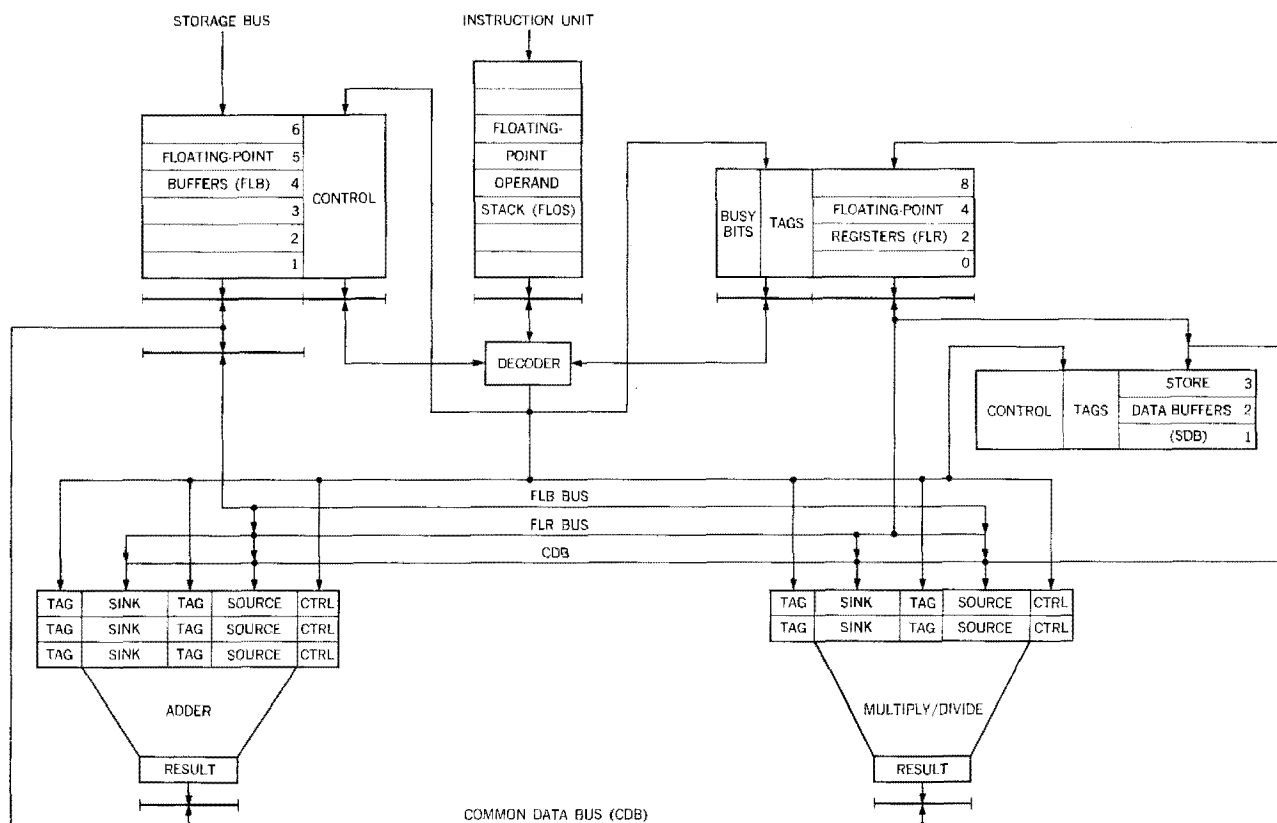 STORAGE BUS
INSTRUCTION UNIT
6
FLOATING-POINT 5
BUFFERS (FLB) 4
3
2
1
CONTROL
FLOATING-
POINT
OPERAND
STACK (FLOS)
BUSY
BITS
TAGS
8
FLOATING-POINT 4
REGISTERS (FLR) 2
0
DECODER
CONTROL
TAGS
STORE 3
DATA BUFFERS 2
(SDB) 1
FLB BUS
FLR BUS
CDB
TAG SINK TAG SOURCE CTRL
TAG SINK TAG SOURCE CTRL
TAG SINK TAG SOURCE CTRL
ADDER
RESULT
TAG SINK TAG SOURCE CTRL
TAG SINK TAG SOURCE CTRL
MULTIPLY/DIVIDE
RESULT
COMMON DATA BUS (CDB)